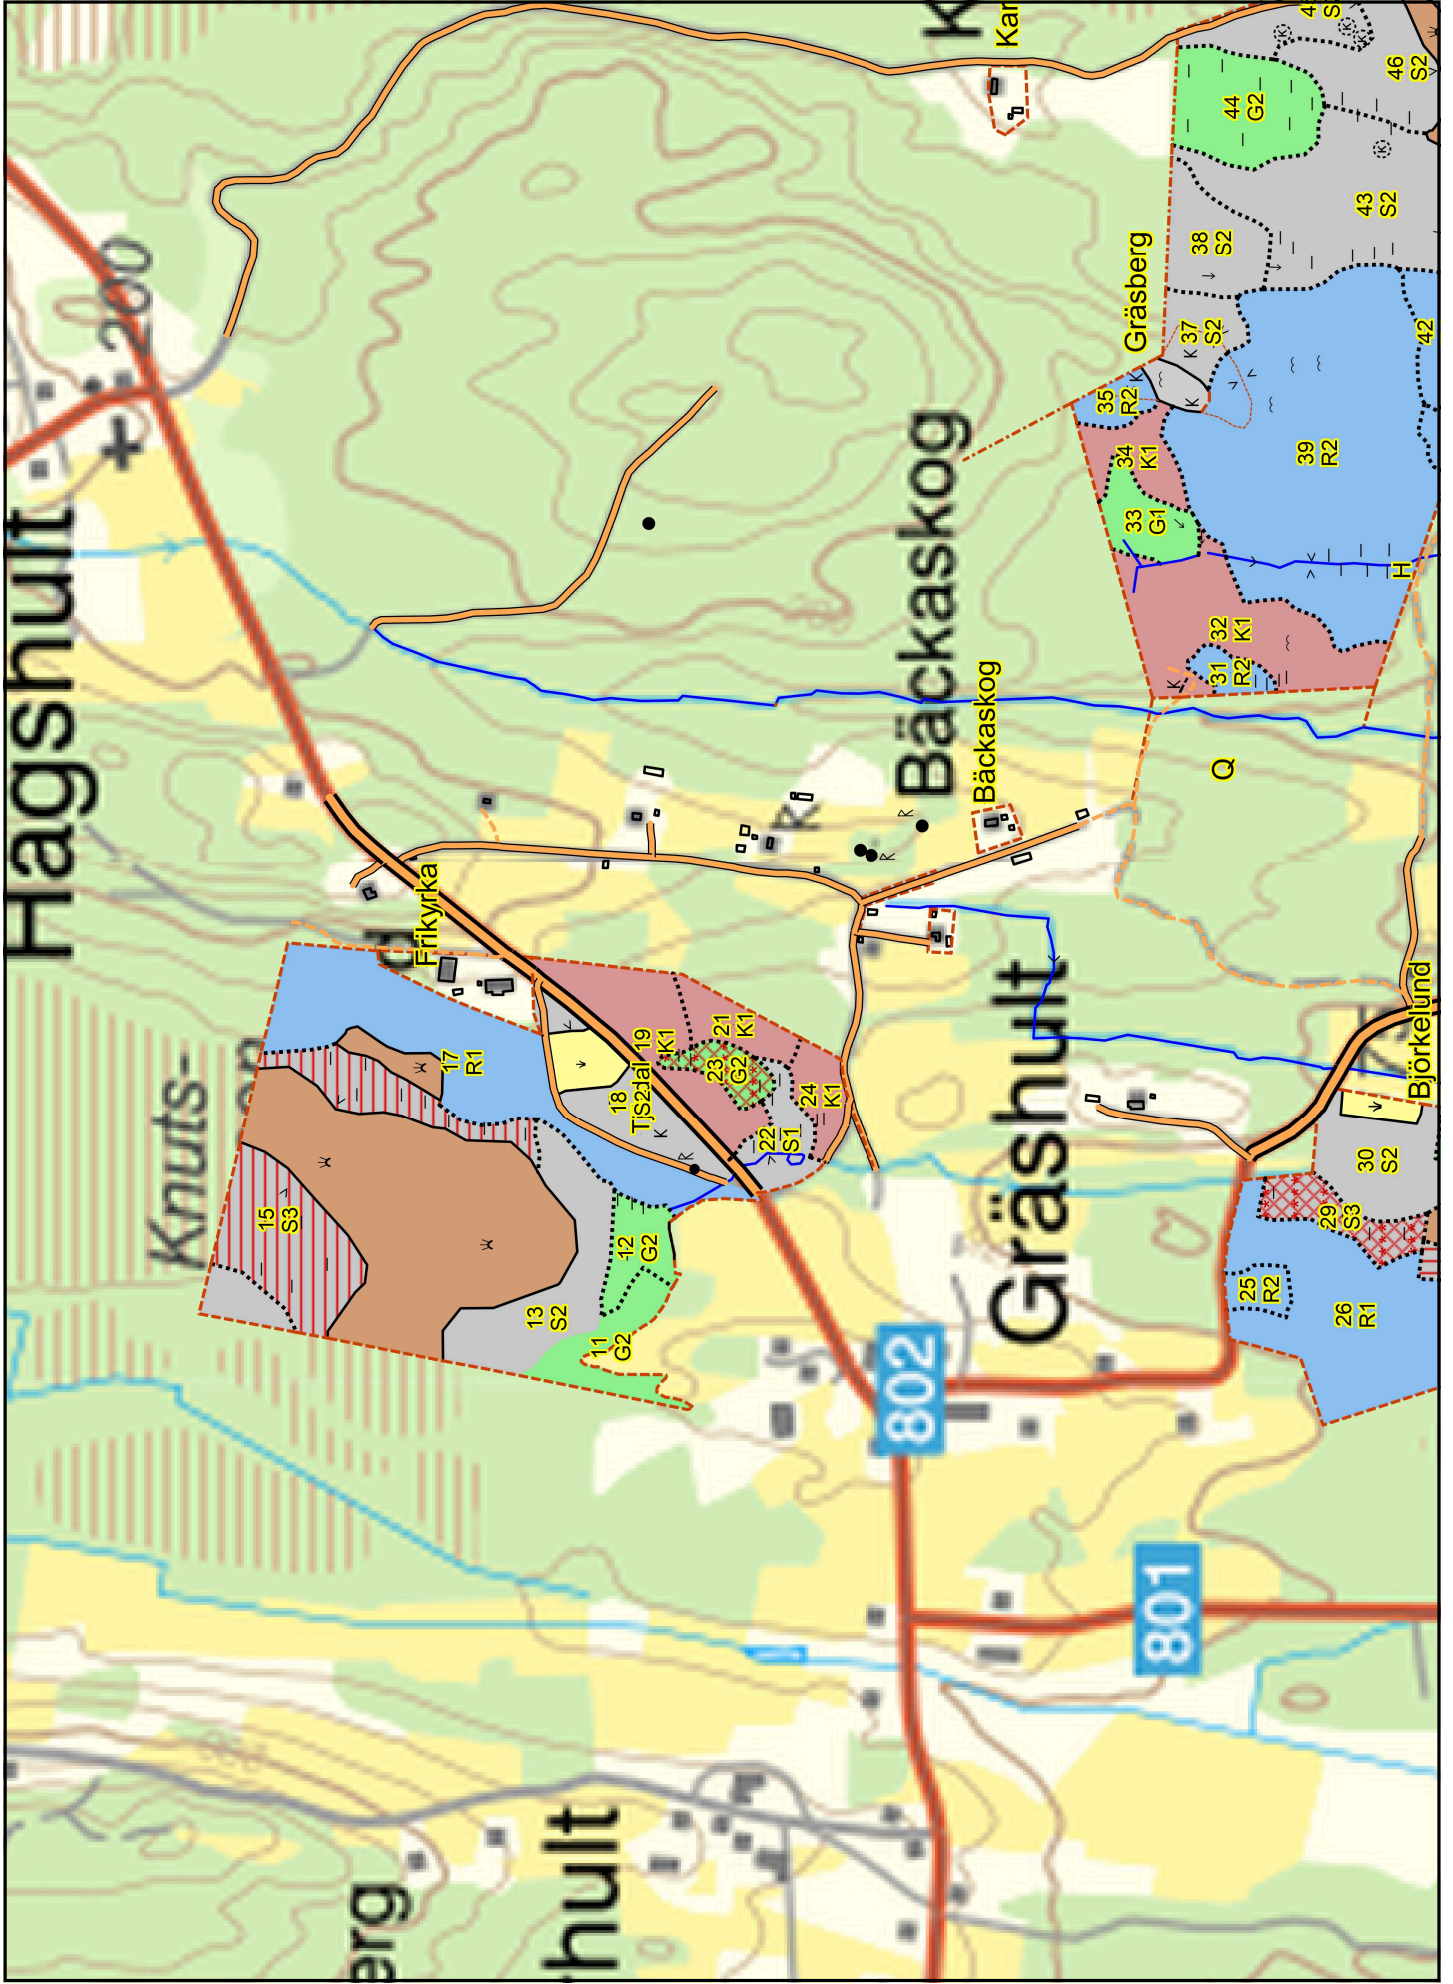 Hagshult
200
Kar
Knuts-
Frikyrka
Gräsberg
Bäckaskog
Bäckaskog
Gräshult
Björkelund
802
801
erg
rhult
Q
H
R
11
G2
12
G2
13
S2
15
S3
17
R1
18
19
K1
21
K1
22
S1
23
G2
24
K1
25
R2
26
R1
29
S3
30
S2
31
R2
32
K1
33
G1
34
K1
35
R2
37
S2
38
S2
39
R2
42
43
S2
44
G2
46
S2
K
K
K
K
K
K
R
R
R